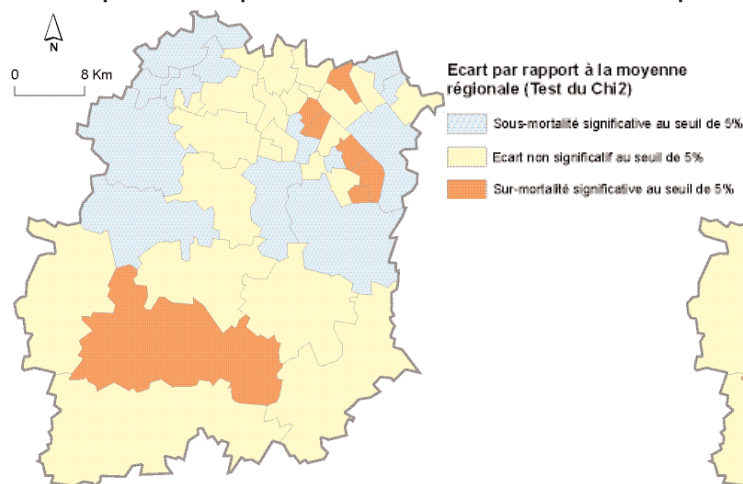 N
0 8 Km
Ecart par rapport à la moyenne
régionale (Test du Chi2)
Sous-mortalité significative au seuil de 5%
Ecart non significatif au seuil de 5%
Sur-mortalité significative au seuil de 5%